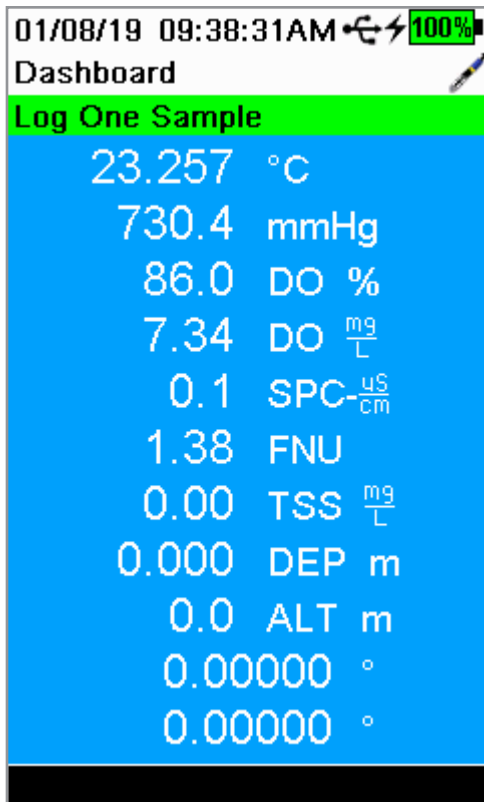 01/08/19 09:38:31AM 100%
Dashboard
Log One Sample
23.257 °C
730.4 mmHg
86.0 DO %
7.34 DO mg/L
0.1 SPC-uS/cm
1.38 FNU
0.00 TSS mg/L
0.000 DEP m
0.0 ALT m
0.00000 °
0.00000 °